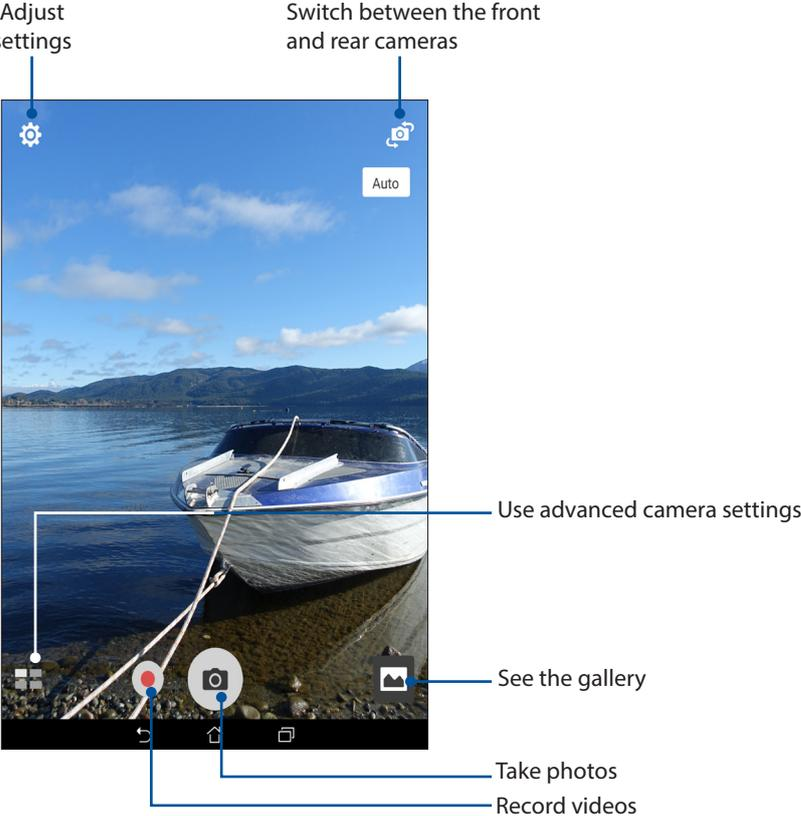 Adjust
settings
Switch between the front
and rear cameras
Auto
Use advanced camera settings
See the gallery
Take photos
Record videos